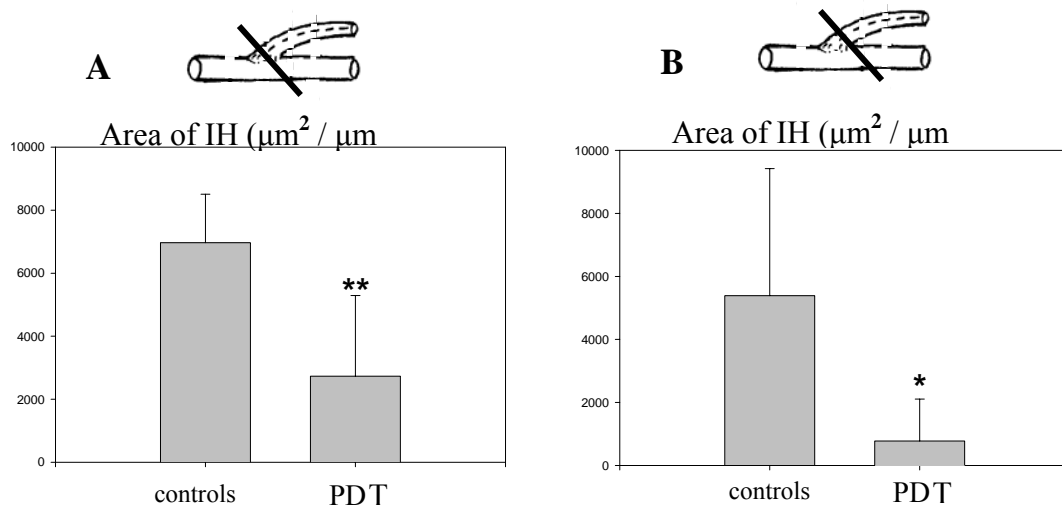 A
Area of IH (μm² / μm
10000
8000
6000
4000
2000
0
**
controls
PDT
B
Area of IH (μm² / μm
10000
8000
6000
4000
2000
0
*
controls
PDT